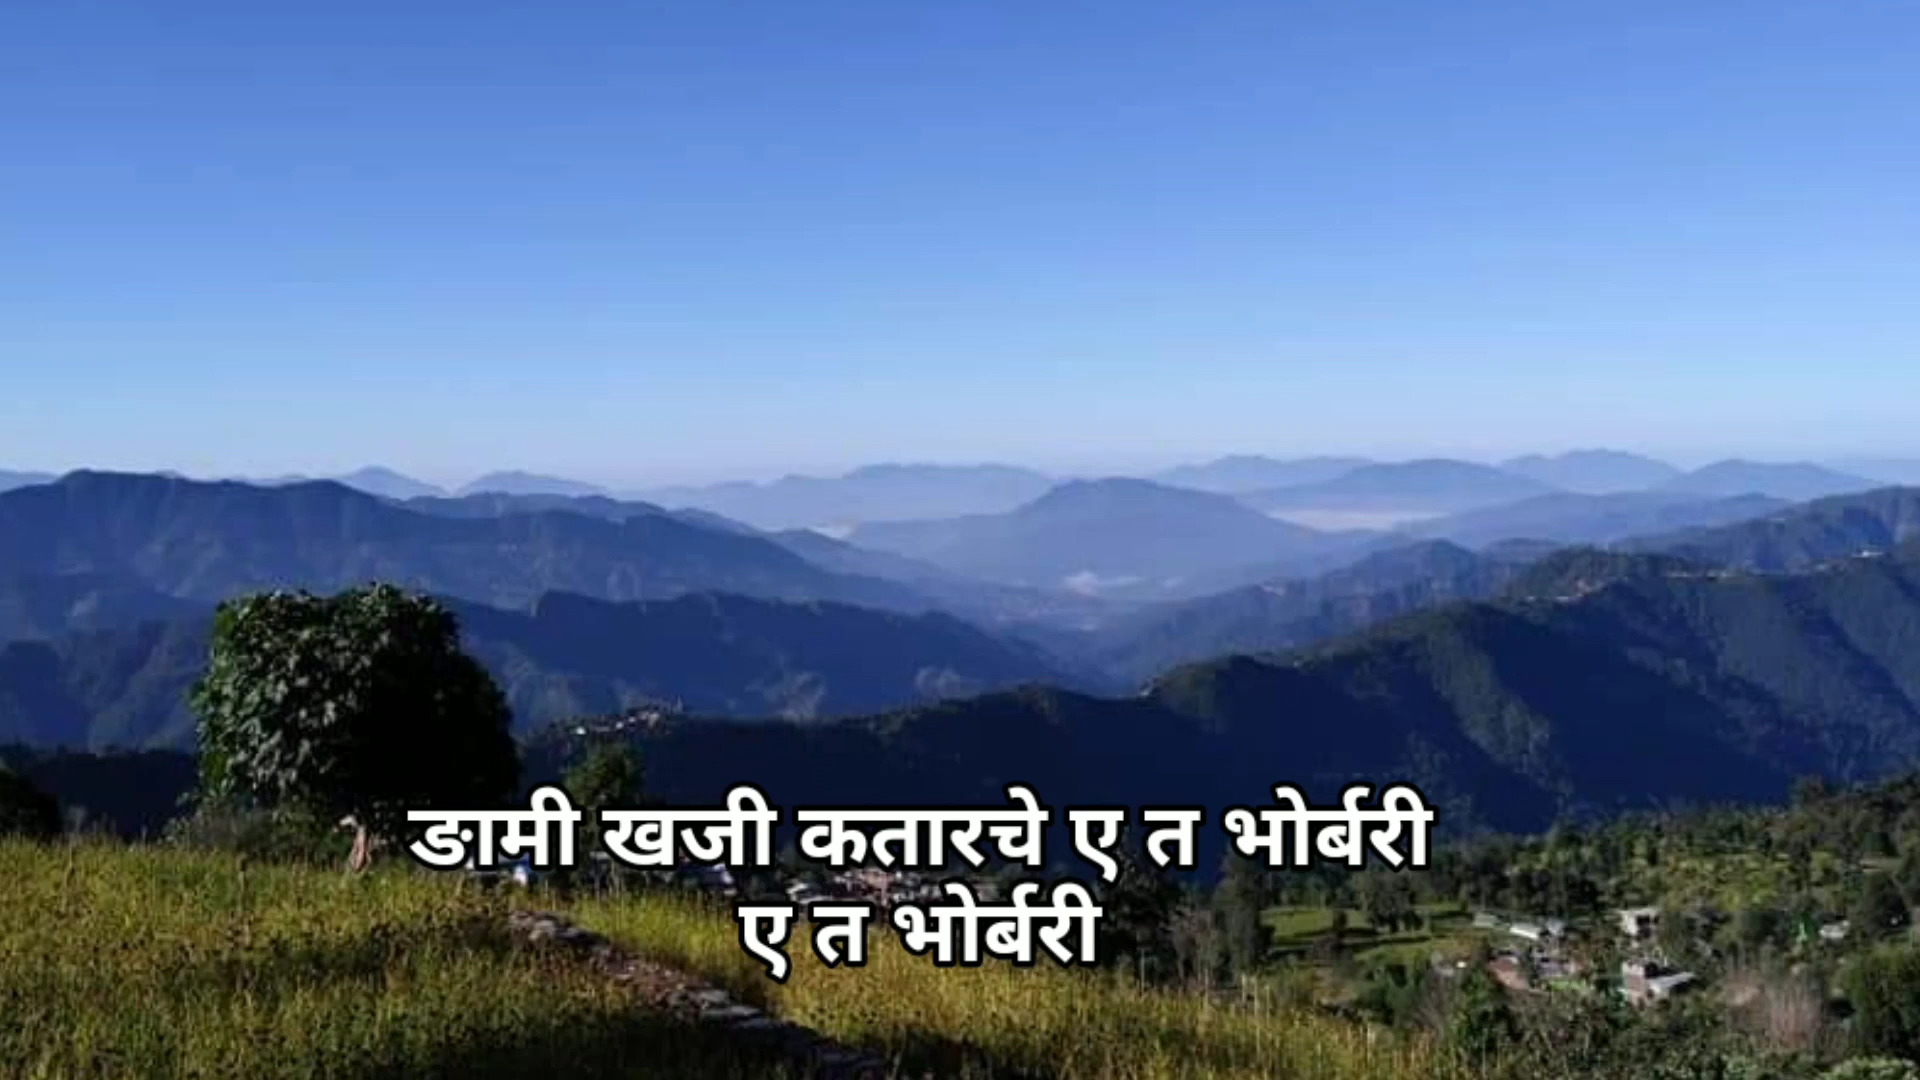 ङामी खजी कतारचे ए त भोर्बरी
ए त भोर्बरी